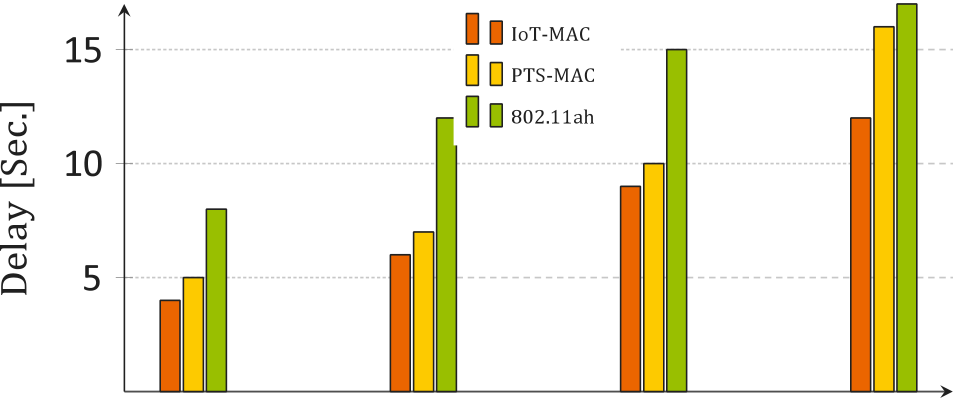 Delay [Sec.]
15
10
5
IoT-MAC
PTS-MAC
802.11ah